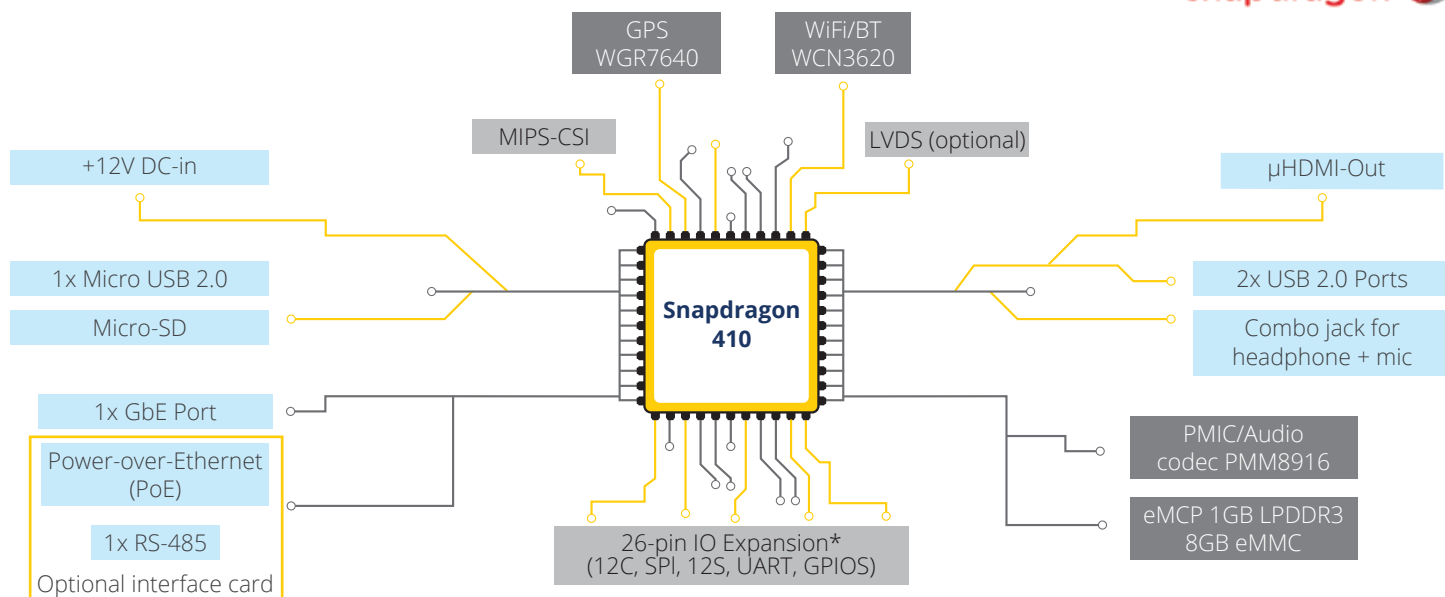 snapdragon
GPS
WGR7640
WiFi/BT
WCN3620
MIPS-CSI
LVDS (optional)
+12V DC-in
µHDMI-Out
1x Micro USB 2.0
2x USB 2.0 Ports
Micro-SD
Snapdragon
410
Combo jack for
headphone + mic
1x GbE Port
Power-over-Ethernet
(PoE)
1x RS-485
Optional interface card
PMIC/Audio
codec PMM8916
eMCP 1GB LPDDR3
8GB eMMC
26-pin IO Expansion*
(12C, SPl, 12S, UART, GPIOS)